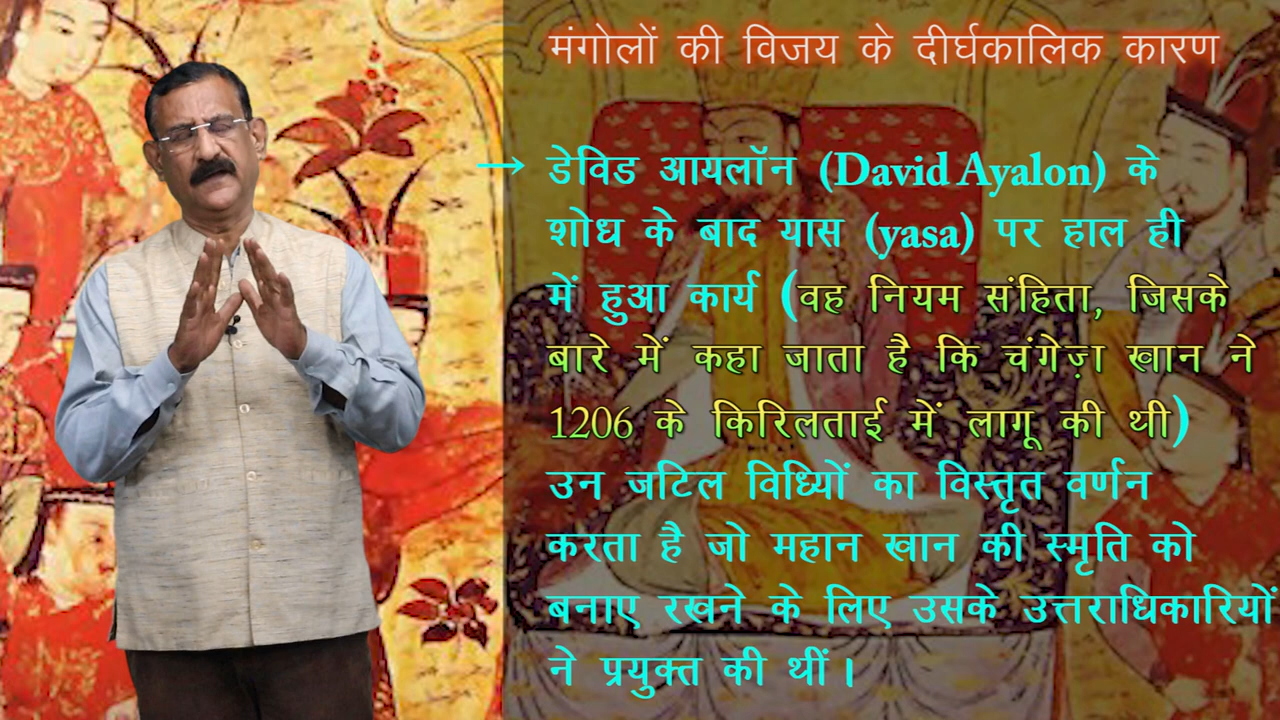 मंगोलों की विजय के दीर्घकालिक कारण
→ डेविड आयलॉन (David Ayalon) के
शोध के बाद यास (yasa) पर हाल ही
में हुआ कार्य (वह नियम संहिता, जिसके
बारे में कहा जाता है कि चंगेज़ा खान ने
1206 के किरिलताई में लागू की थी)
उन जटिल विध्यिों का विस्तृत वर्णन
करता है जो महान खान की स्मृति को
बनाए रखने के लिए उसके उत्तराधिकारियों
ने प्रयुक्त की थीं।